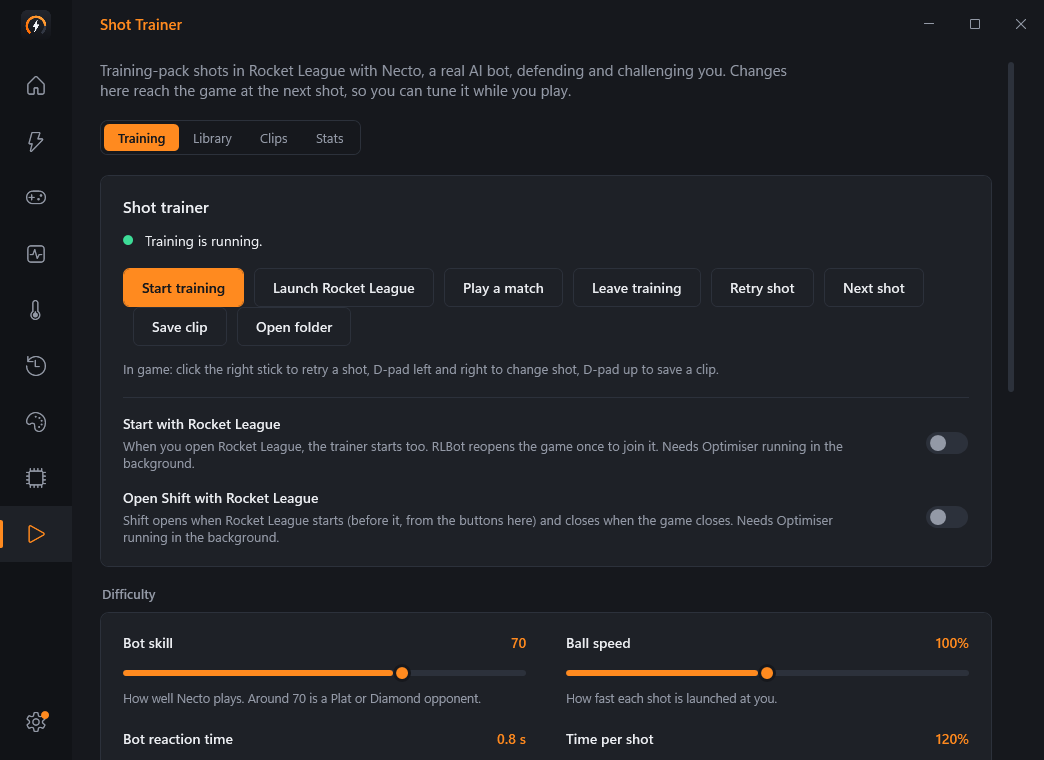 Shot Trainer
Training-pack shots in Rocket League with Necto, a real AI bot, defending and challenging you. Changes
here reach the game at the next shot, so you can tune it while you play.
Training Library Clips Stats
Shot trainer
Training is running.
Start training Launch Rocket League Play a match Leave training Retry shot Next shot
Save clip Open folder
In game: click the right stick to retry a shot, D-pad left and right to change shot, D-pad up to save a clip.
Start with Rocket League
When you open Rocket League, the trainer starts too. RLBot reopens the game once to join it. Needs Optimiser running in the
background.
Open Shift with Rocket League
Shift opens when Rocket League starts (before it, from the buttons here) and closes when the game closes. Needs Optimiser
running in the background.
Difficulty
Bot skill 70 Ball speed 100%
How well Necto plays. Around 70 is a Plat or Diamond opponent. How fast each shot is launched at you.
Bot reaction time 0.8 s Time per shot 120%